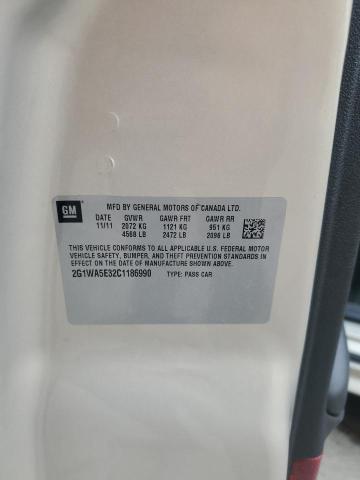 GM
MFD BY GENERAL MOTORS OF CANADA LTD.
DATE GVWR GAWR FRT GAWR RR
11/11 2072 KG 1121 KG 951 KG
4568 LB 2472 LB 2096 LB
THIS VEHICLE CONFORMS TO ALL APPLICABLE U.S. FEDERAL MOTOR
VEHICLE SAFETY, BUMPER, AND THEFT PREVENTION STANDARDS IN
EFFECT ON THE DATE OF MANUFACTURE SHOWN ABOVE.
2G1WA5E32C1186990 TYPE: PASS CAR